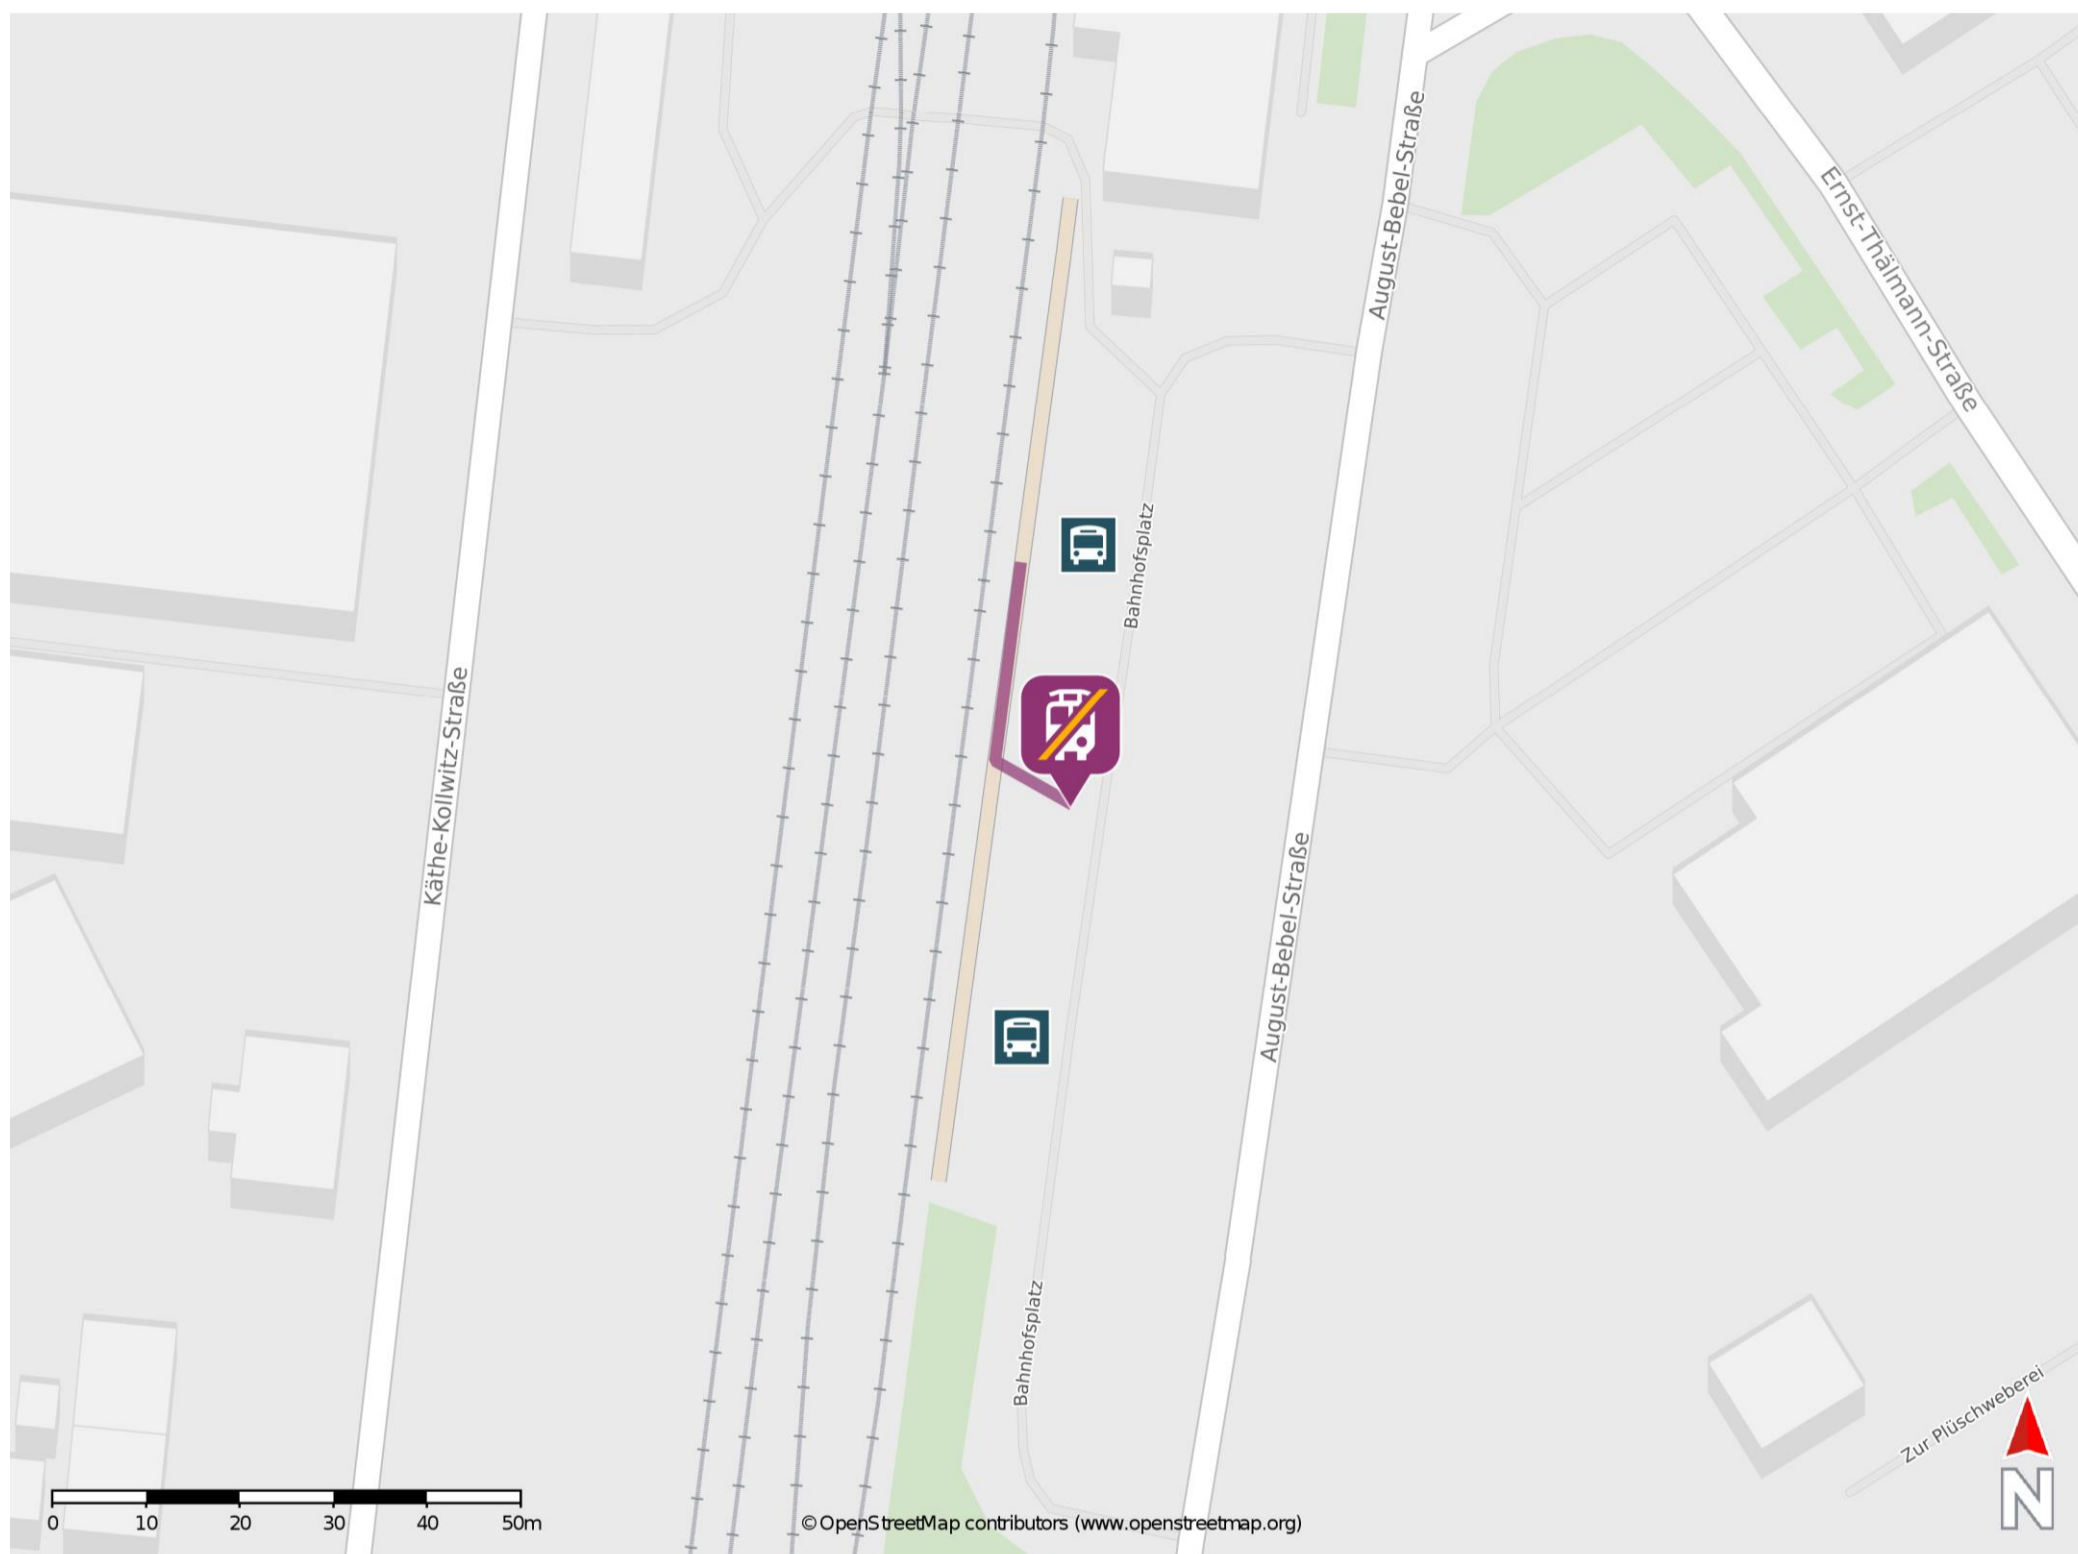 August-Bebel-Straße
Ernst-Thälmann-Straße
Bahnhofsplatz
Käthe-Kollwitz-Straße
August-Bebel-Straße
Bahnhofsplatz
Zur Plüschweberei
N
0 10 20 30 40 50m
© OpenStreetMap contributors (www.openstreetmap.org)